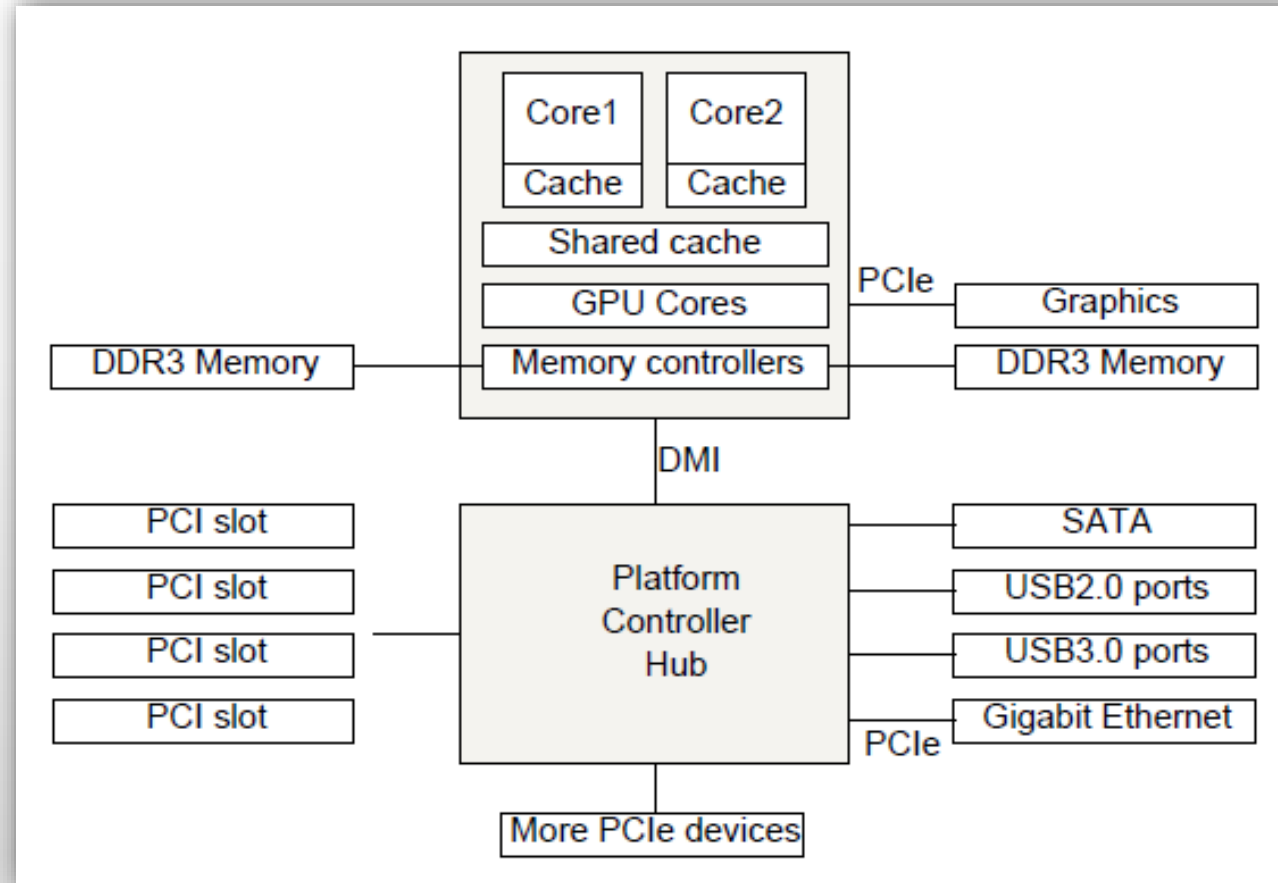 Core1
Core2
Cache
Cache
Shared cache
GPU Cores
PCIe
Graphics
DDR3 Memory
Memory controllers
DDR3 Memory
DMI
PCI slot
PCI slot
PCI slot
PCI slot
Platform
Controller
Hub
SATA
USB2.0 ports
USB3.0 ports
Gigabit Ethernet
PCIe
More PCIe devices